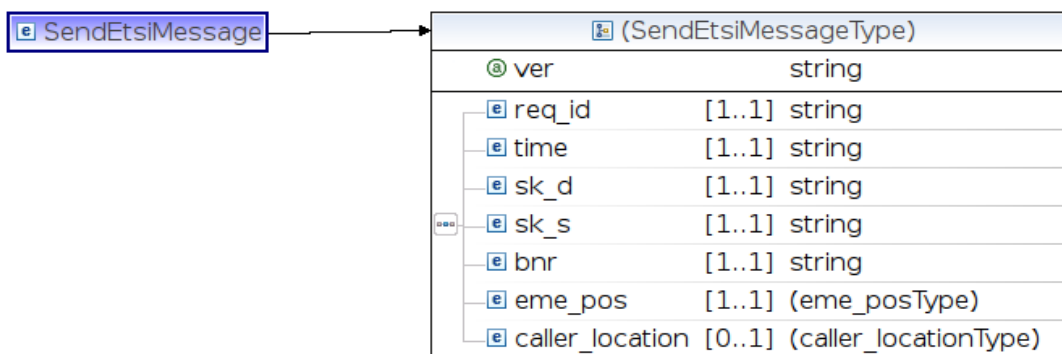 SendEtsiMessage
(SendEtsiMessageType)
ver string
req_id [1..1] string
time [1..1] string
sk_d [1..1] string
sk_s [1..1] string
bnr [1..1] string
eme_pos [1..1] (eme_posType)
caller_location [0..1] (caller_locationType)